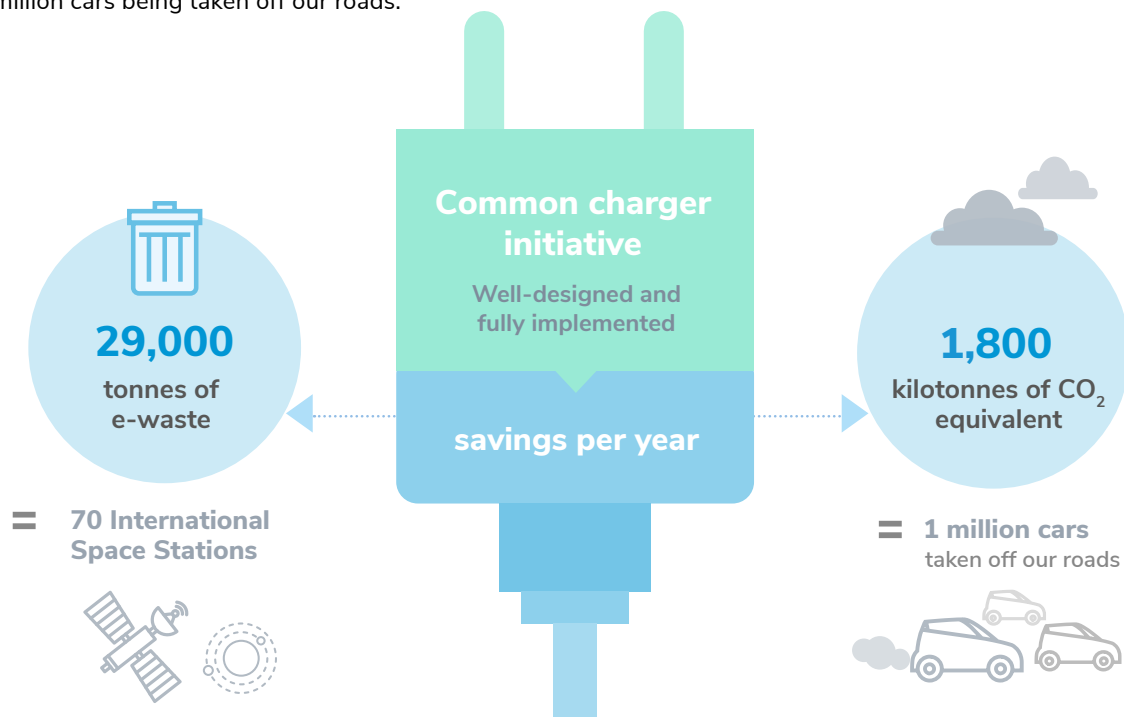 million cars being taken off our roads.
Common charger
initiative
Well-designed and
fully implemented
savings per year
29,000
tonnes of
e-waste
= 70 International
Space Stations
1,800
kilotonnes of CO₂
equivalent
= 1 million cars
taken off our roads